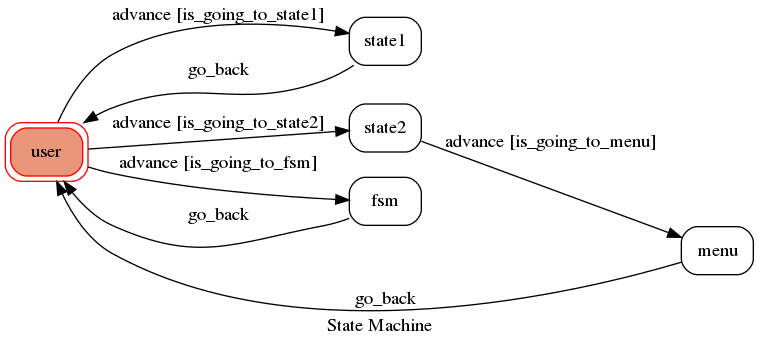 advance [is_going_to_state1]
state1
go_back
advance [is_going_to_state2]
state2
advance [is_going_to_menu]
user
advance [is_going_to_fsm]
fsm
go_back
menu
go_back
State Machine